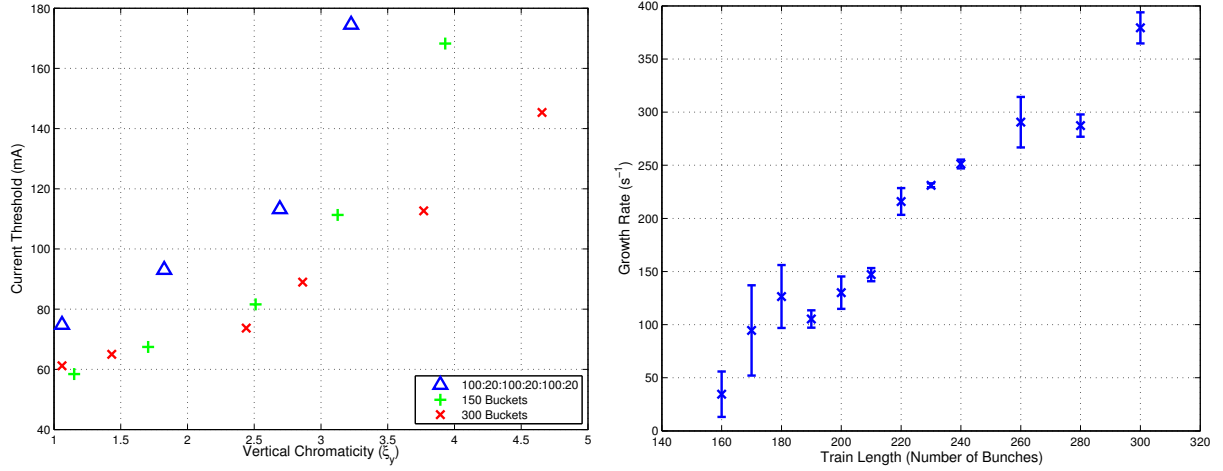 180
160
140
120
100
80
60
40
1 1.5 2 2.5 3 3.5 4 4.5 5
Current Threshold (mA)
Vertical Chromaticity (ξy)
100:20:100:20:100:20
150 Buckets
300 Buckets
400
350
300
250
200
150
100
50
0
140 160 180 200 220 240 260 280 300 320
Growth Rate (s⁻¹)
Train Length (Number of Bunches)